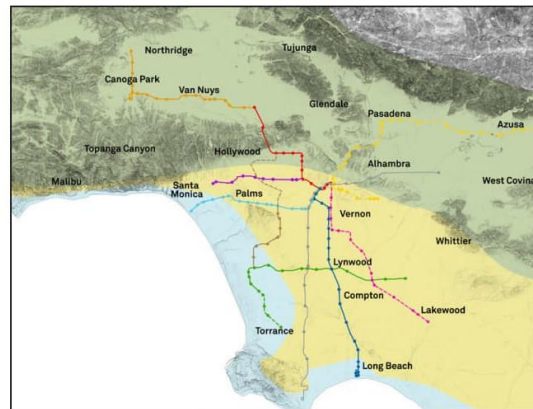 Northridge
Tujunga
Canoga Park
Van Nuys
Glendale
Pasadena
Azusa
Topanga Canyon
Hollywood
Alhambra
Malibu
Santa
Monica
Palms
West Covina
Vernon
Whittier
Lynwood
Compton
Lakewood
Torrance
Long Beach